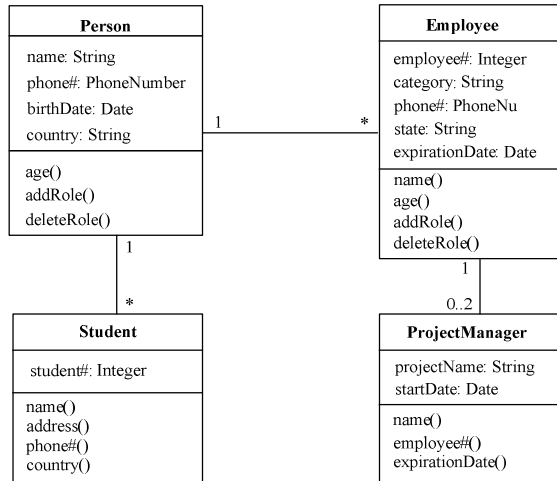 Person
name: String
phone#: PhoneNumber
birthDate: Date
country: String
age()
addRole()
deleteRole()
1
*
Employee
employee#: Integer
category: String
phone#: PhoneNu
state: String
expirationDate: Date
name()
age()
addRole()
deleteRole()
1
*
1
0..2
Student
student#: Integer
name()
address()
phone#()
country()
ProjectManager
projectName: String
startDate: Date
name()
employee#()
expirationDate()